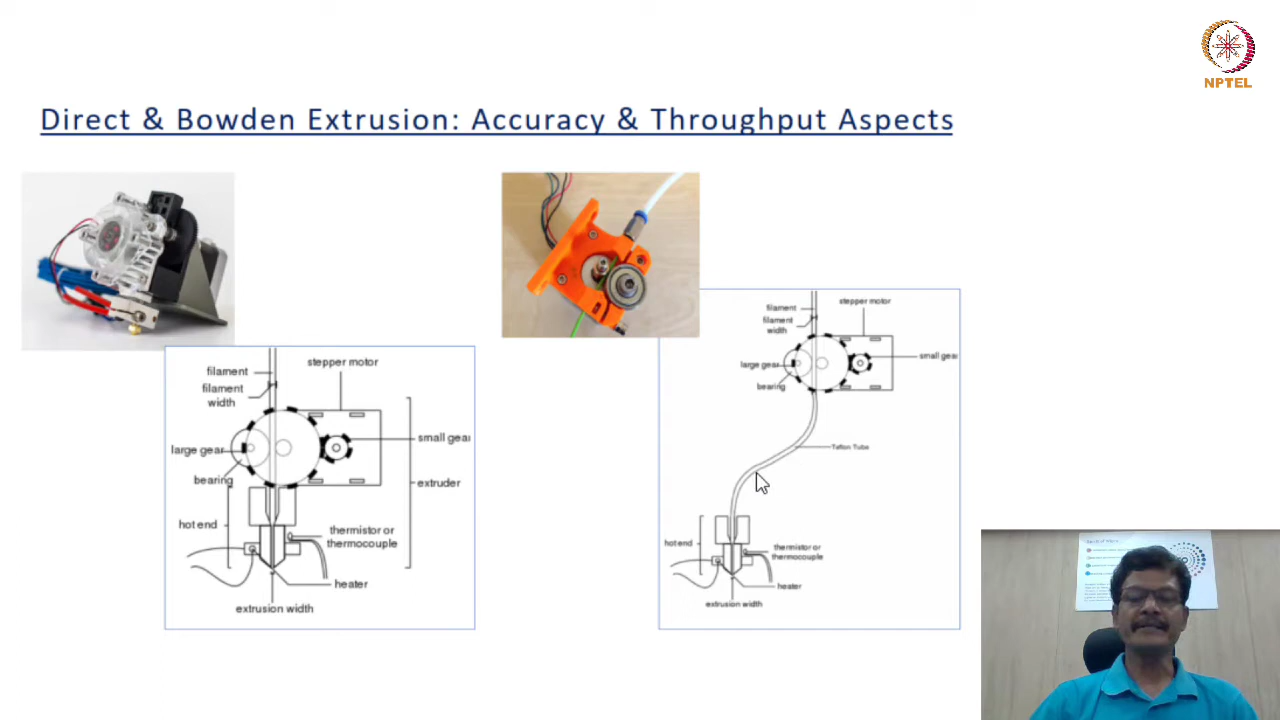 NPTEL
Direct & Bowden Extrusion: Accuracy & Throughput Aspects
filament
filament
width
stepper motor
large gear
small gear
bearing
extruder
hot end
thermistor or
thermocouple
heater
extrusion width
filament
filament
width
stepper motor
large gear
small gear
bearing
Teflon Tube
hot end
thermistor or
thermocouple
heater
extrusion width